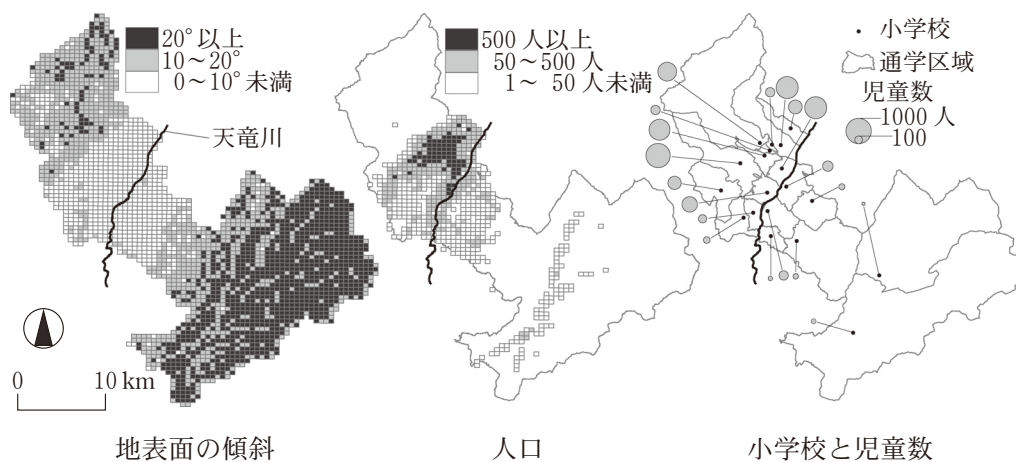 20°以上
10～20°
0～10°未満
天竜川
0 10 km
地表面の傾斜
500 人以上
50～500 人
1～ 50 人未満
人口
小学校
通学区域
児童数
1000 人
100
小学校と児童数